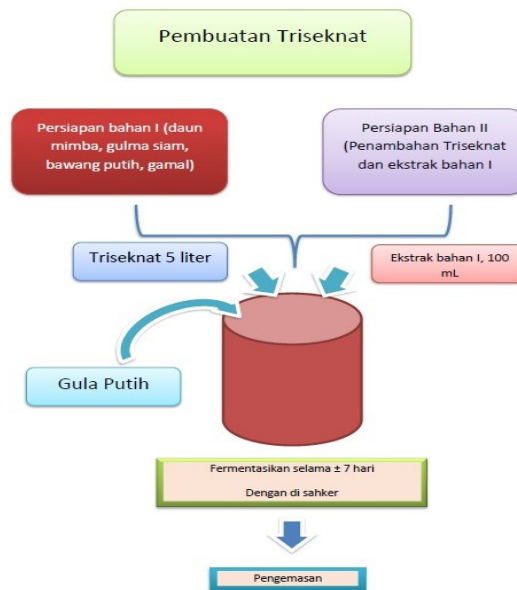 Pembuatan Triseknat
Persiapan bahan I (daun
mimba, gulma siam,
bawang putih, gamal)
Persiapan Bahan II
(Penambahan Triseknat
dan ekstrak bahan I
Triseknat 5 liter
Ekstrak bahan I, 100
mL
Gula Putih
Fermentasikan selama ± 7 hari
Dengan di sahker
Pengemasan